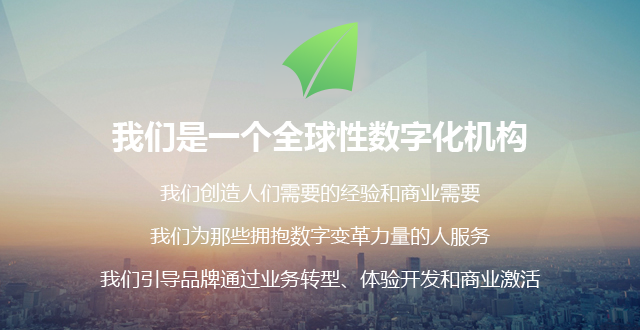 我们是一个全球性数字化机构
我们创造人们需要的经验和商业需要
我们为那些拥抱数字变革力量的人服务
我们引导品牌通过业务转型、体验开发和商业激活